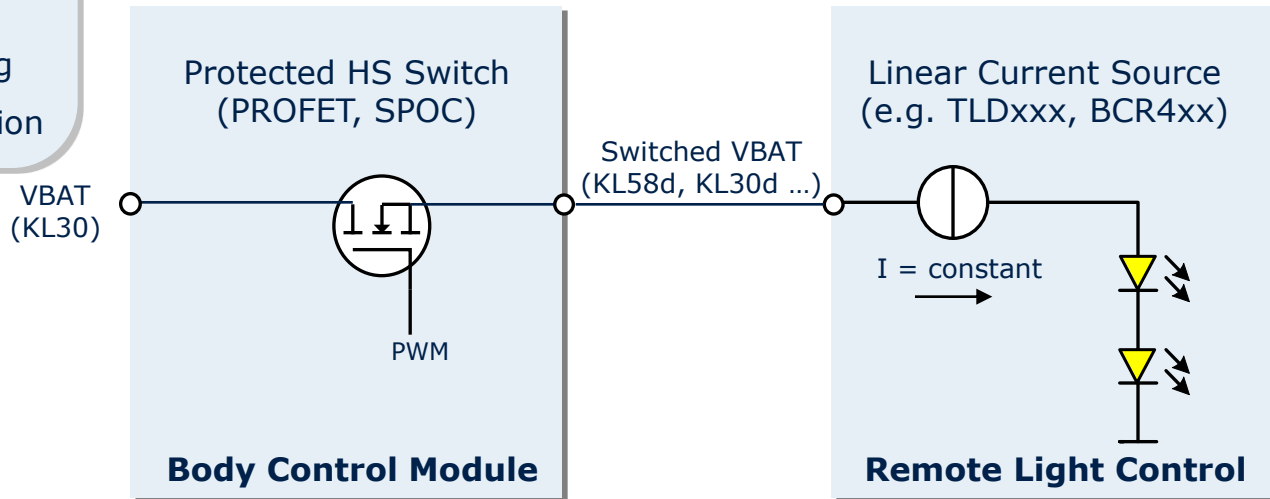 Protected HS Switch
(PROFET, SPOC)
Linear Current Source
(e.g. TLDxxx, BCR4xx)
Switched VBAT
(KL58d, KL30d …)
VBAT
(KL30)
I = constant
PWM
Body Control Module
Remote Light Control